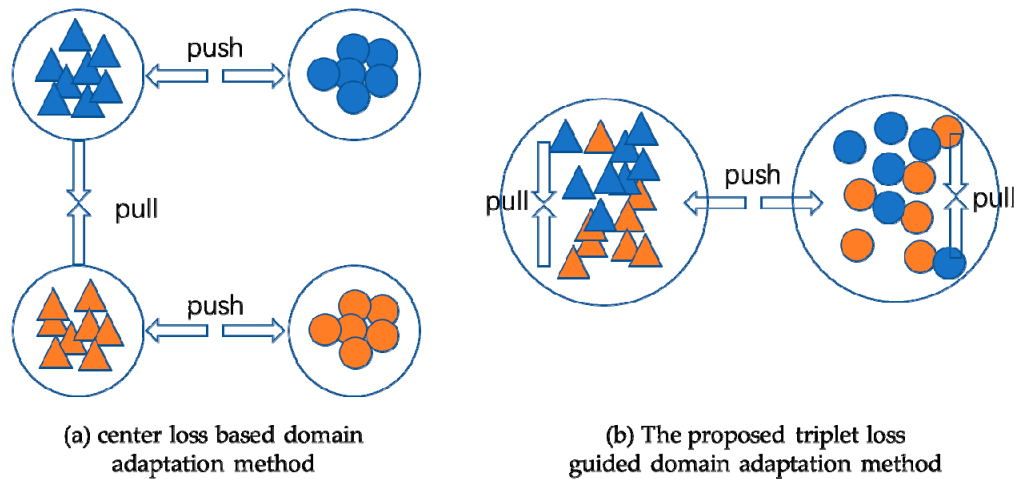 push
pull
push
(a) center loss based domain
adaptation method
push
pull
pull
(b) The proposed triplet loss
guided domain adaptation method